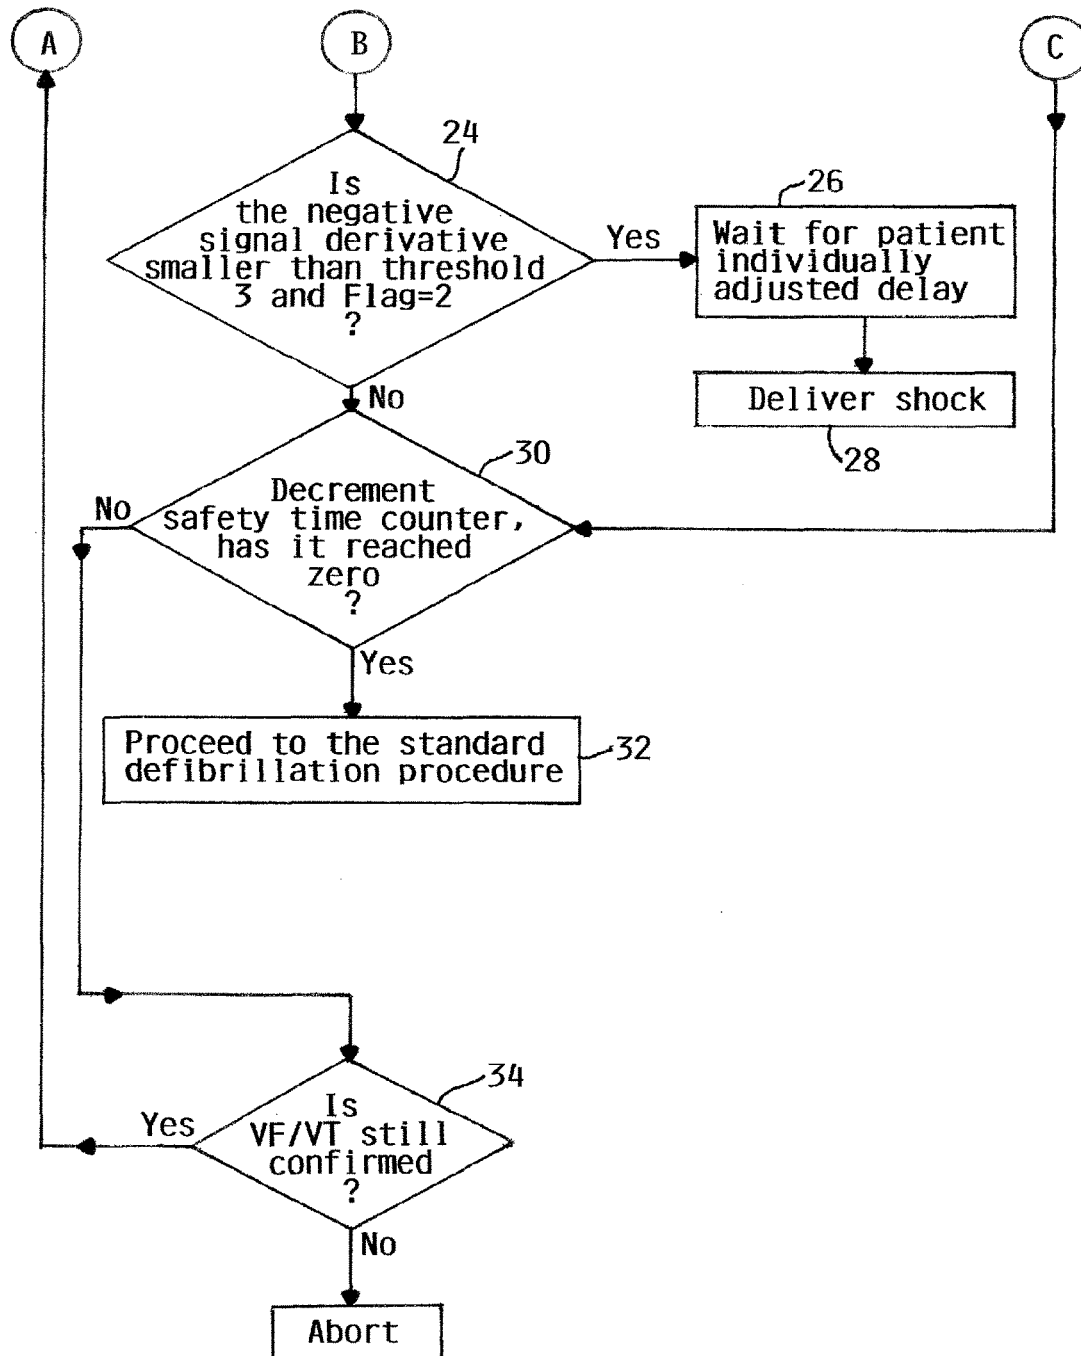 A
B
C
24
Is
the negative
signal derivative
smaller than threshold
3 and Flag=2
?
Yes
26
Wait for patient
individually
adjusted delay
No
Deliver shock
28
30
No
Decrement
safety time counter,
has it reached
zero
?
Yes
Proceed to the standard
defibrillation procedure
32
34
Yes
Is
VF/VT still
confirmed
?
No
Abort